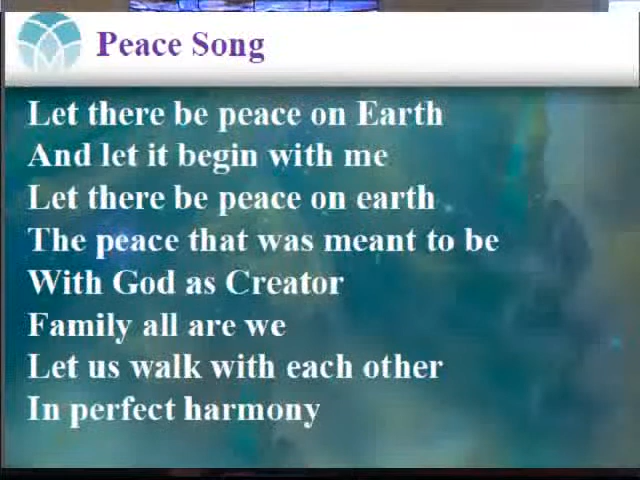 Peace Song
Let there be peace on Earth
And let it begin with me
Let there be peace on earth
The peace that was meant to be
With God as Creator
Family all are we
Let us walk with each other
In perfect harmony